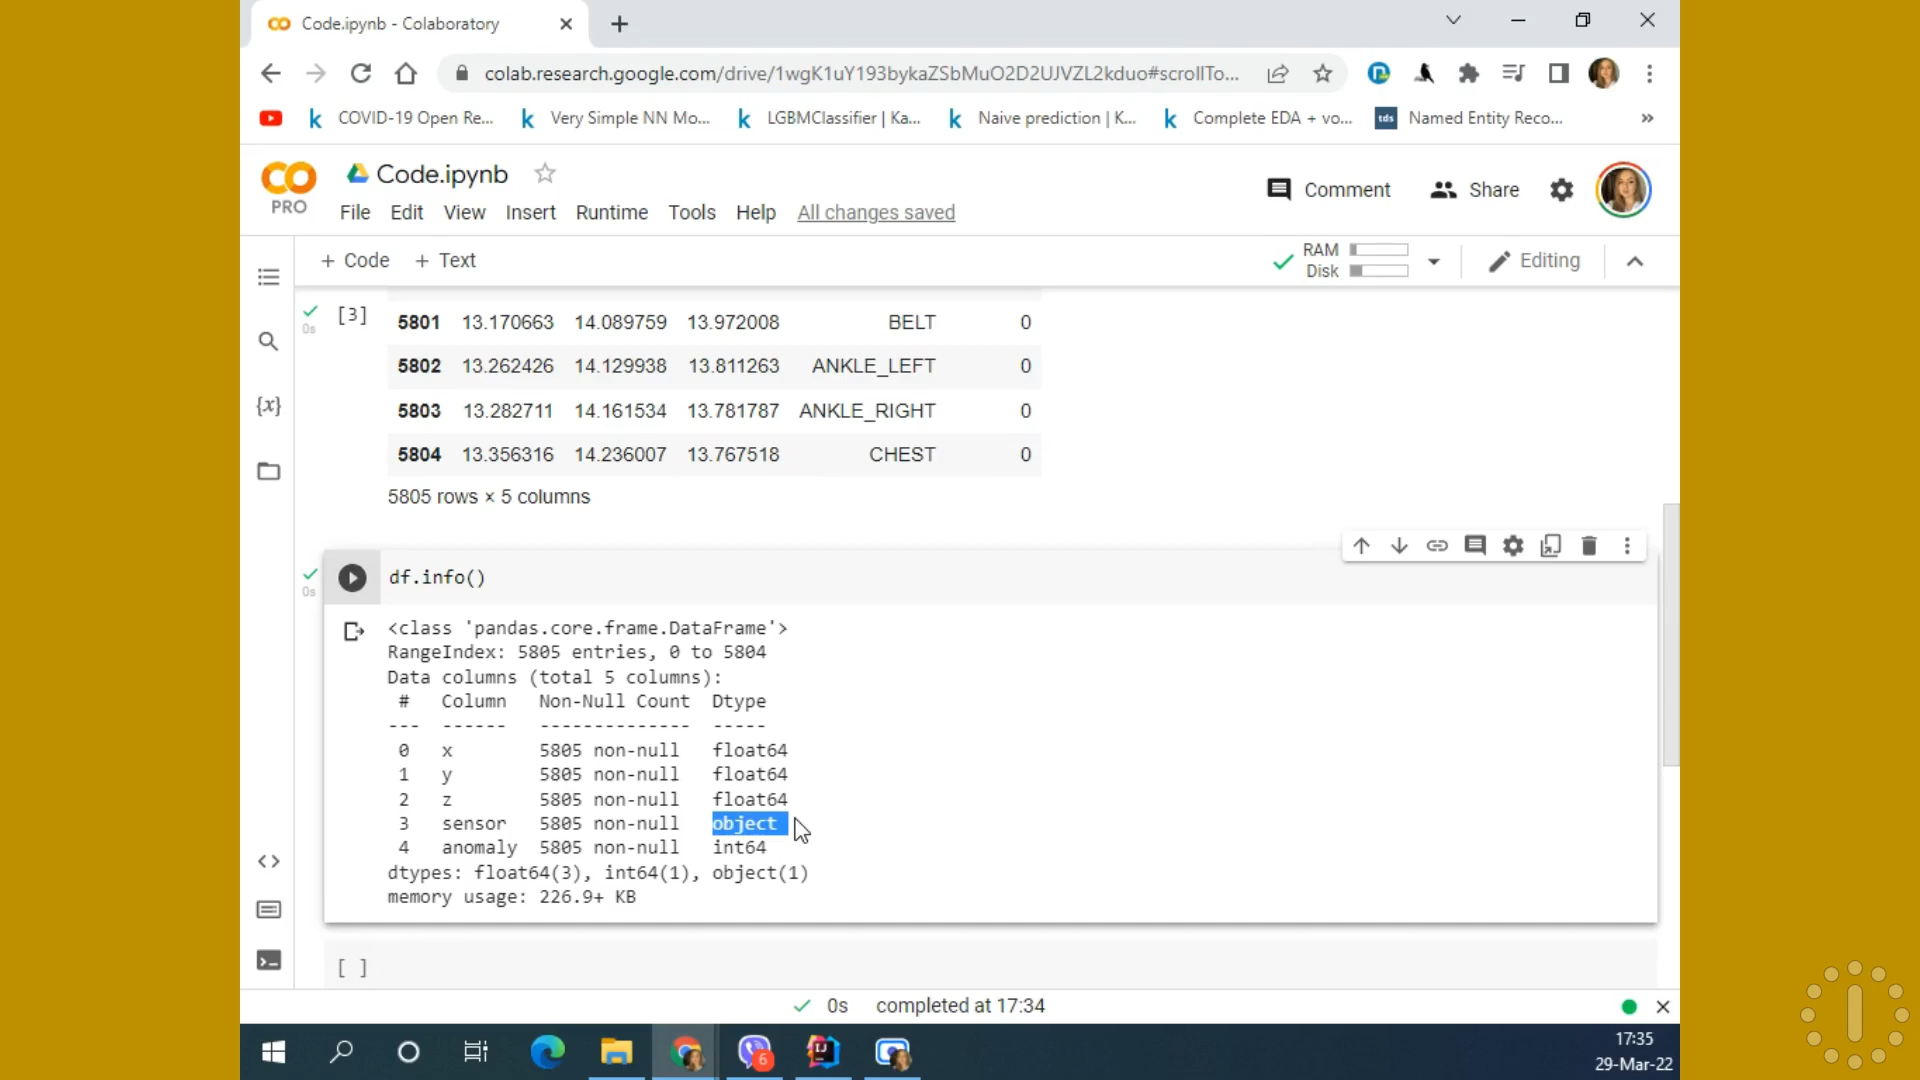 Code.ipynb - Colaboratory
colab.research.google.com/drive/1wgK1uY193bykaZSbMuO2D2UJVZL2kduo#scrollTo...
COVID-19 Open Re... Very Simple NN Mo... LGBMClassifier | Ka... Naive prediction | K... Complete EDA + vo... tds Named Entity Reco... »
PRO
Code.ipynb
File Edit View Insert Runtime Tools Help All changes saved
Comment Share
+ Code + Text
RAM
Disk
Editing
[3]
0s
5801 13.170663 14.089759 13.972008 BELT 0
5802 13.262426 14.129938 13.811263 ANKLE_LEFT 0
5803 13.282711 14.161534 13.781787 ANKLE_RIGHT 0
5804 13.356316 14.236007 13.767518 CHEST 0
5805 rows × 5 columns
{x}
0s
df.info()
<class 'pandas.core.frame.DataFrame'>
RangeIndex: 5805 entries, 0 to 5804
Data columns (total 5 columns):
# Column Non-Null Count Dtype
--- ------ -------------- -----
0 x 5805 non-null float64
1 y 5805 non-null float64
2 z 5805 non-null float64
3 sensor 5805 non-null object
4 anomaly 5805 non-null int64
dtypes: float64(3), int64(1), object(1)
memory usage: 226.9+ KB
[ ]
0s completed at 17:34
6
IJ
17:35
29-Mar-22